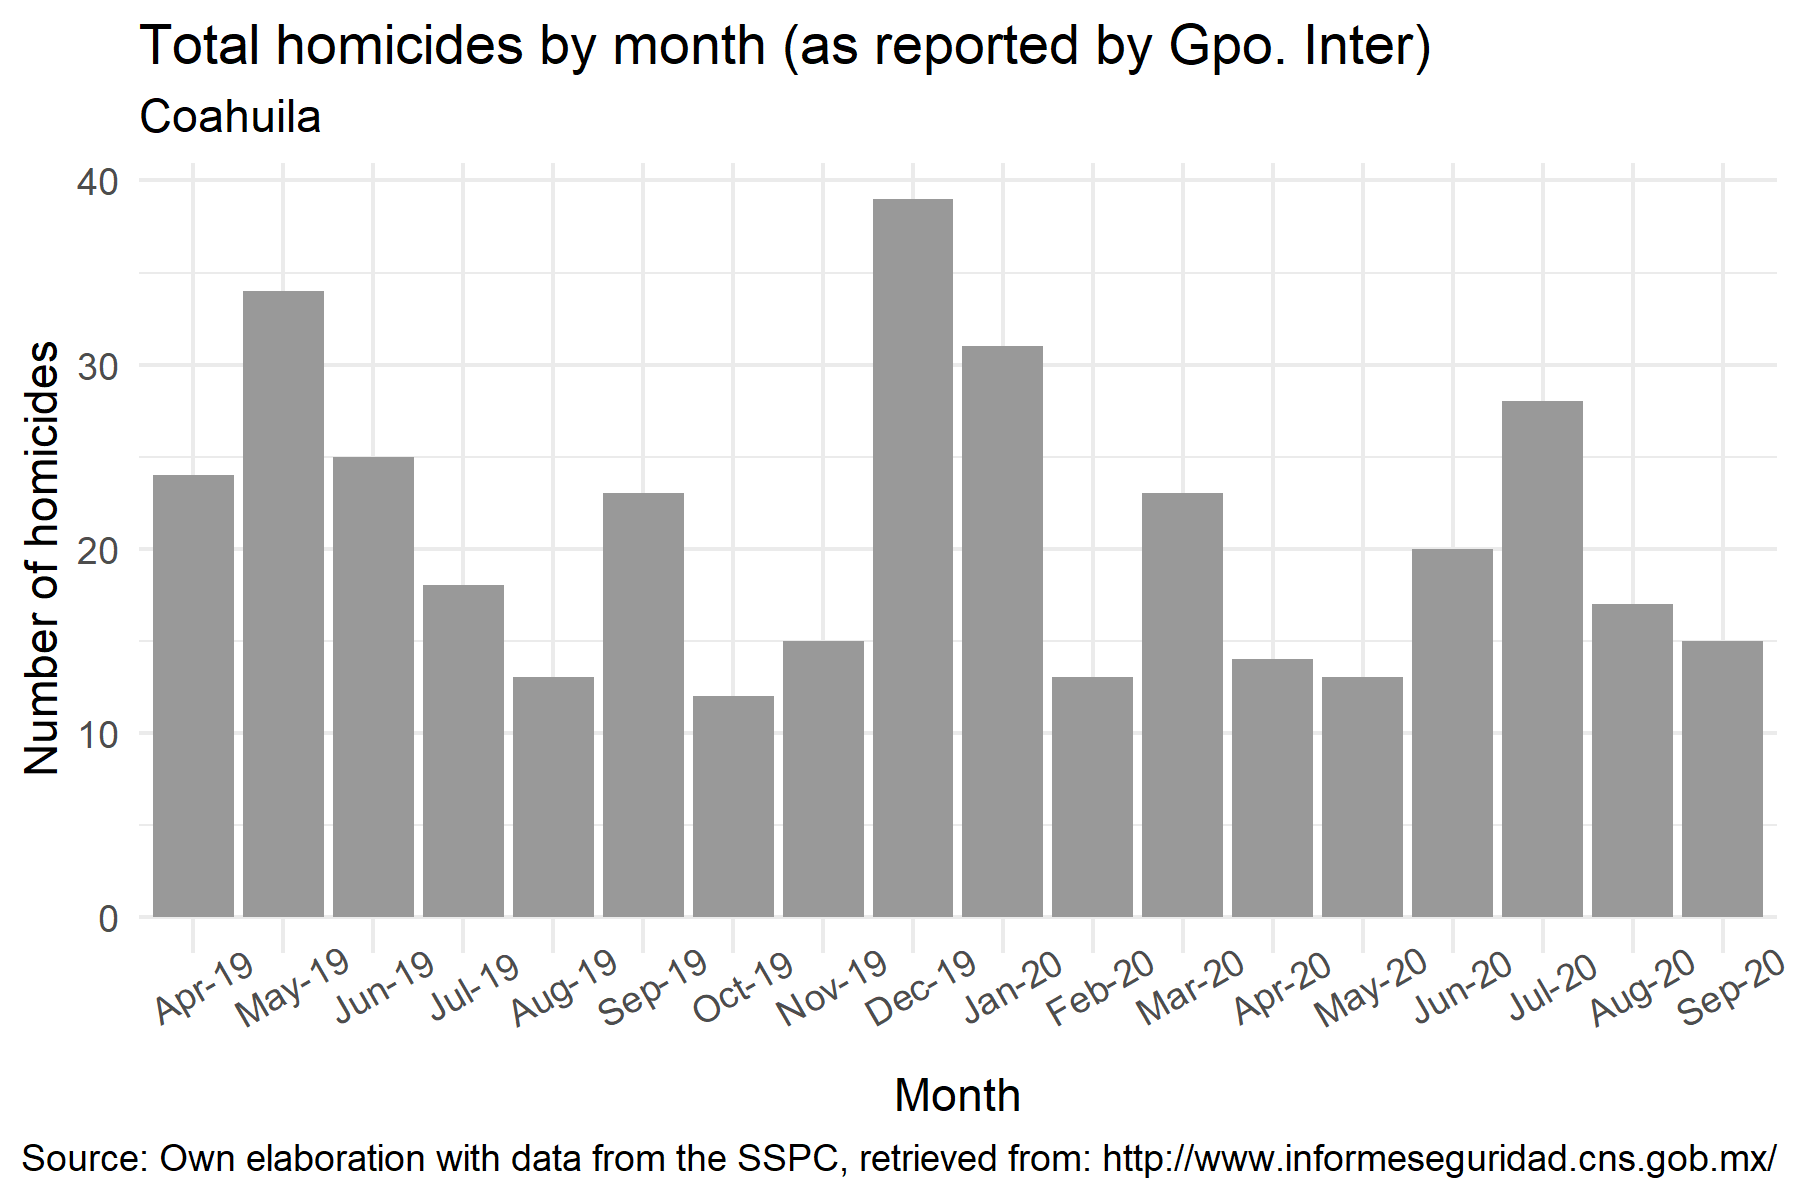 Total homicides by month (as reported by Gpo. Inter)
Coahuila
Number of homicides
40
30
20
10
0
Apr-19
May-19
Jun-19
Jul-19
Aug-19
Sep-19
Oct-19
Nov-19
Dec-19
Jan-20
Feb-20
Mar-20
Apr-20
May-20
Jun-20
Jul-20
Aug-20
Sep-20
Month
Source: Own elaboration with data from the SSPC, retrieved from: http://www.informeseguridad.cns.gob.mx/